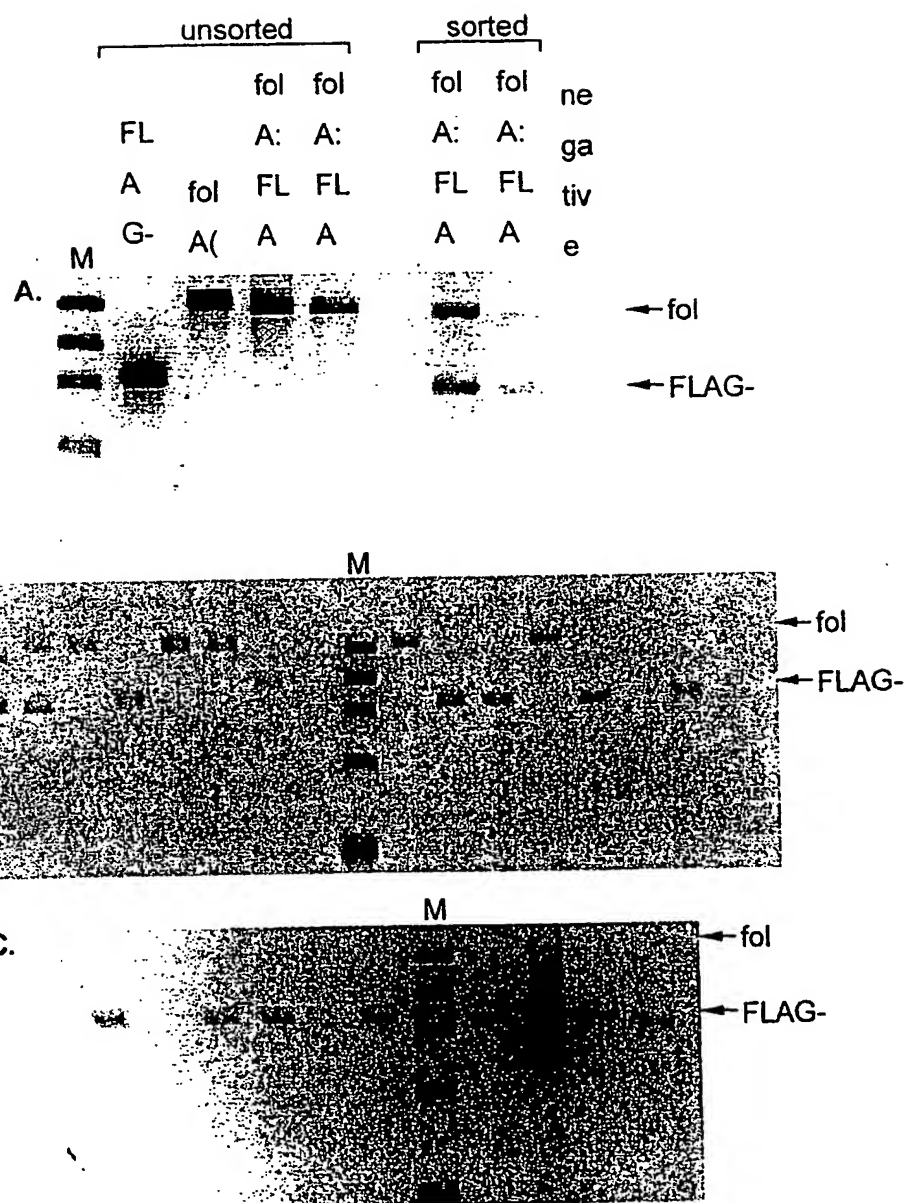 unsorted sorted
fol fol fol fol ne
FL A: A: A: A: ga
A fol FL FL FL FL tiv
G- A( A A A A e
M
A.
fol
FLAG-
M
fol
FLAG-
M
C.
fol
FLAG-